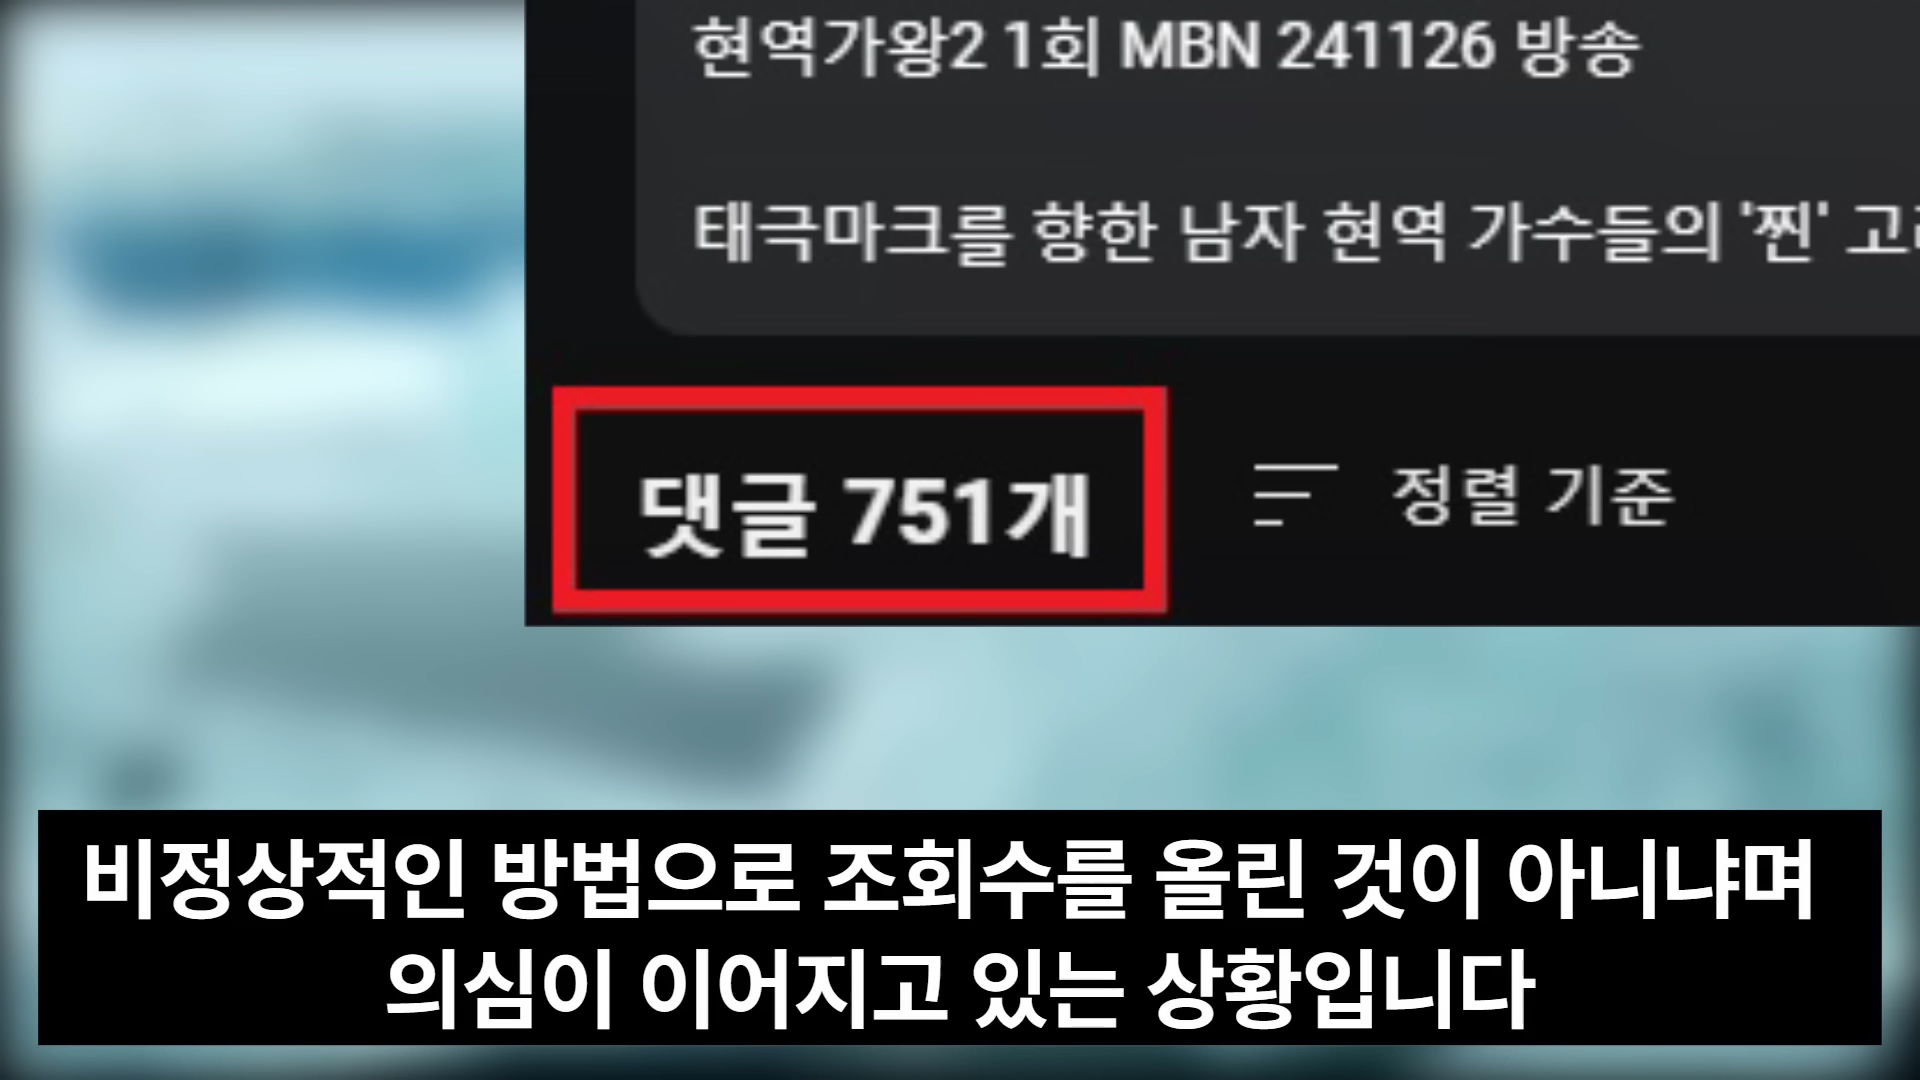 현역가왕2 1회 MBN 241126 방송
태극마크를 향한 남자 현역 가수들의 '찐'
댓글 751개
정렬 기준
비정상적인 방법으로 조회수를 올린 것이 아니냐며
의심이 이어지고 있는 상황입니다